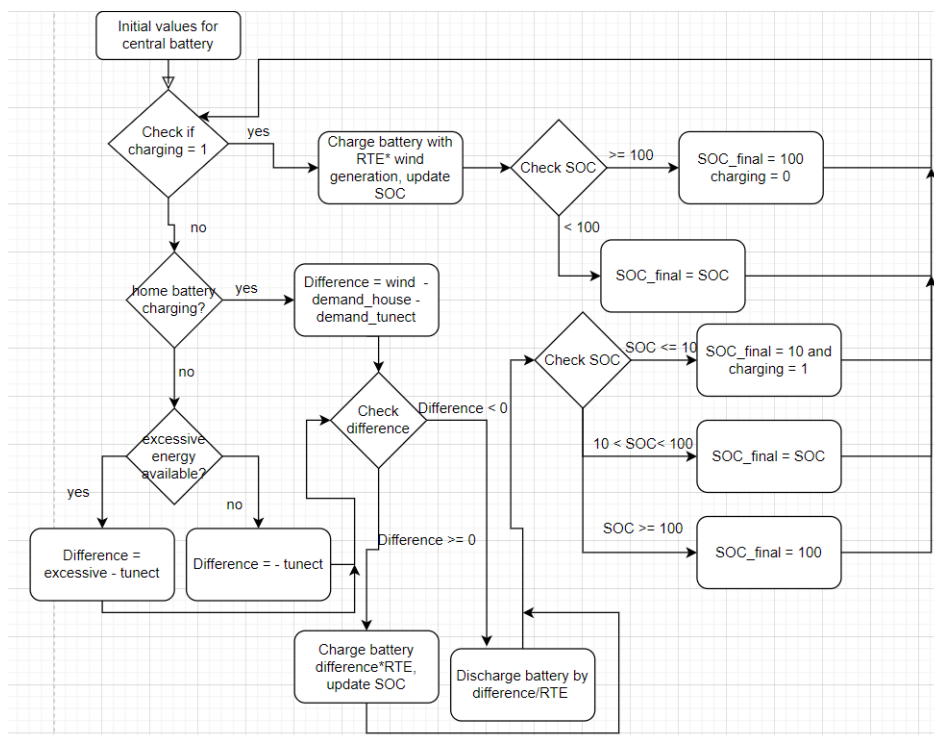 Initial values for
central battery
Check if
charging = 1
yes
Charge battery with
RTE* wind
generation, update
SOC
Check SOC
>= 100
SOC_final = 100
charging = 0
no
< 100
SOC_final = SOC
home battery
charging?
yes
Difference = wind -
demand_house -
demand_tunect
no
Check SOC
SOC <= 10
SOC_final = 10 and
charging = 1
Check
difference
Difference < 0
10 < SOC< 100
SOC_final = SOC
excessive
energy
available?
yes
no
SOC >= 100
SOC_final = 100
Difference =
excessive - tunect
Difference = - tunect
Difference >= 0
Charge battery
difference*RTE,
update SOC
Discharge battery by
difference/RTE